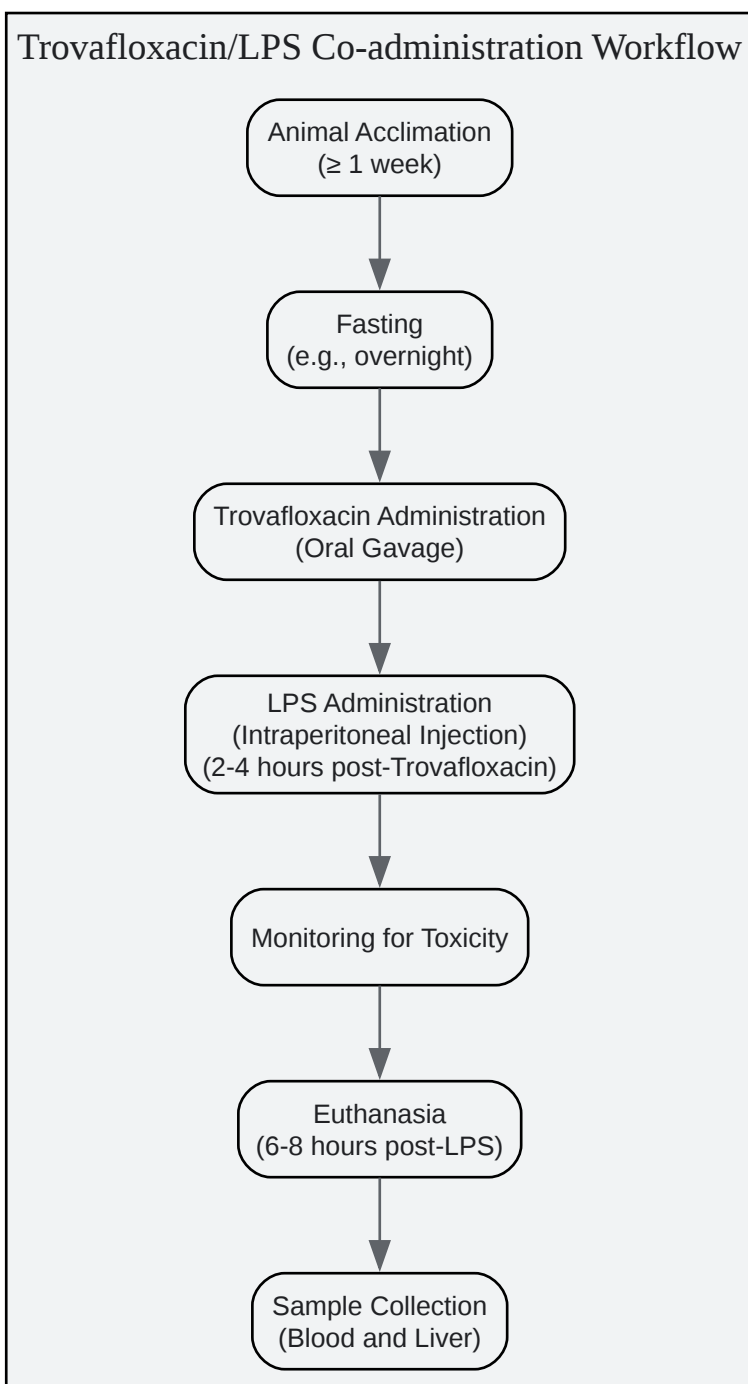 Trovafloxacin/LPS Co-administration Workflow
Animal Acclimation
(≥ 1 week)
Fasting
(e.g., overnight)
Trovafloxacin Administration
(Oral Gavage)
LPS Administration
(Intraperitoneal Injection)
(2-4 hours post-Trovafloxacin)
Monitoring for Toxicity
Euthanasia
(6-8 hours post-LPS)
Sample Collection
(Blood and Liver)